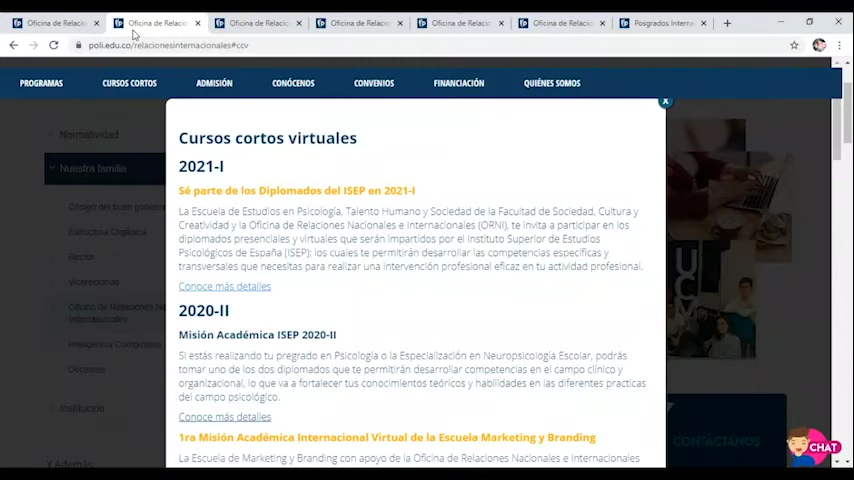 Oficina de Relacio
Oficina de Relacio
Oficina de Relacio
Oficina de Relacio
Oficina de Relacio
Oficina de Relacio
Posgrados Interna
poli.edu.co/relacionesinternacionales#ccv
PROGRAMAS CURSOS CORTOS ADMISIÓN CONÓCENOS CONVENIOS FINANCIACIÓN QUIÉNES SOMOS
X
Cursos cortos virtuales
2021-I
Sé parte de los Diplomados del ISEP en 2021-I
La Escuela de Estudios en Psicología, Talento Humano y Sociedad de la Facultad de Sociedad, Cultura y
Creatividad y la Oficina de Relaciones Nacionales e Internacionales (ORNI), te invita a participar en los
diplomados presenciales y virtuales que serán impartidos por el Instituto Superior de Estudios
Psicológicos de España (ISEP); los cuales te permitirán desarrollar las competencias específicas y
transversales que necesitas para realizar una intervención profesional eficaz en tu actividad profesional.
Conoce más detalles
2020-II
Misión Académica ISEP 2020-II
Si estás realizando tu pregrado en Psicología o la Especialización en Neuropsicología Escolar, podrás
tomar uno de los dos diplomados que te permitirán desarrollar competencias en el campo clínico y
organizacional, lo que va a fortalecer tus conocimientos teóricos y habilidades en las diferentes practicas
del campo psicológico.
Conoce más detalles
1ra Misión Académica Internacional Virtual de la Escuela Marketing y Branding
La Escuela de Marketing y Branding con apoyo de la Oficina de Relaciones Nacionales e Internacionales
Normatividad
Nuestra familia
Código del buen gobierno
Estructura Orgánica
Rector
Vicerrectorías
Oficina de Relaciones Na
Internacionales
Inteligencia Competitiva
Docentes
Institución
Y Además:
CONTÁCTANOS
CHAT